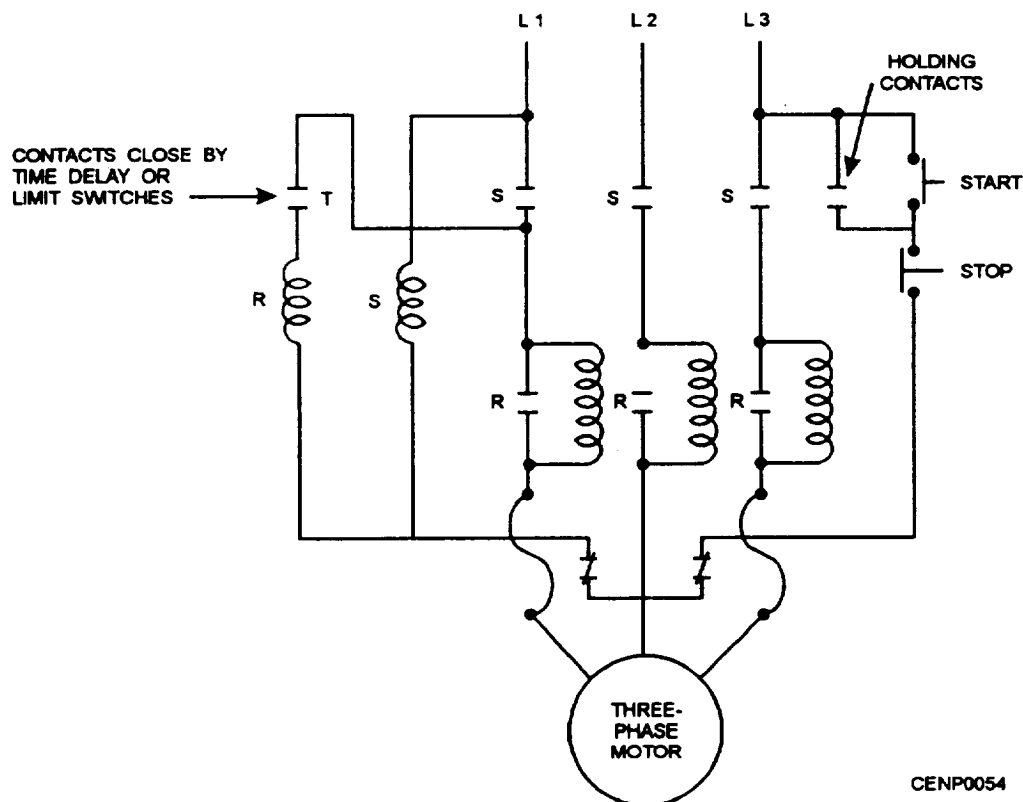 L 1
L 2
L 3
HOLDING
CONTACTS
CONTACTS CLOSE BY
TIME DELAY OR
LIMIT SWITCHES
T
S
S
S
START
STOP
R
S
R
R
R
THREE-
PHASE
MOTOR
CENP0054